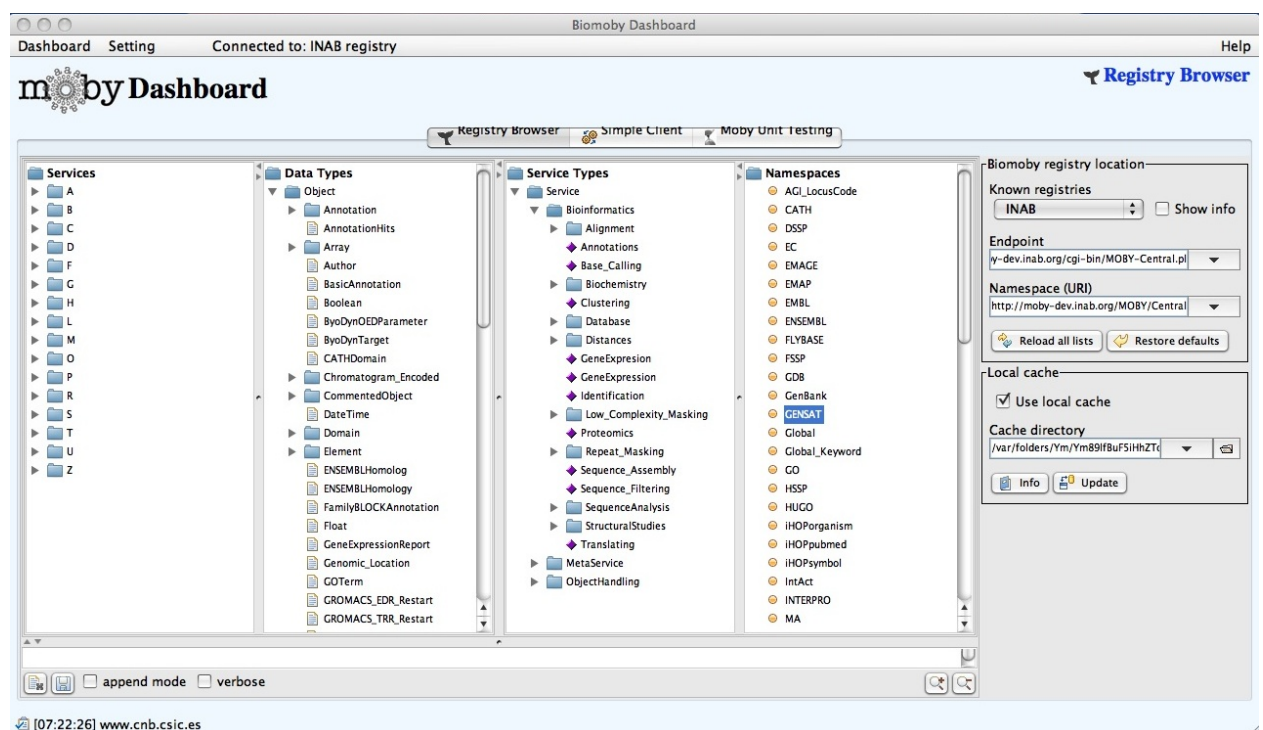 Biomoby Dashboard
Dashboard Setting Connected to: INAB registry Help
moby Dashboard
Registry Browser
Registry Browser Simple Client Moby Unit Testing
Services
A
B
C
D
F
G
H
L
M
O
P
R
S
T
U
Z
Data Types
Object
Annotation
AnnotationHits
Array
Author
BasicAnnotation
Boolean
ByoDynOEDParameter
ByoDynTarget
CATHDomain
Chromatogram_Encoded
CommentedObject
DateTime
Domain
Element
ENSEMBLHomolog
ENSEMBLHomology
FamilyBLOCKAnnotation
Float
GeneExpressionReport
Genomic_Location
GOTerm
GROMACS_EDR_Restart
GROMACS_TRR_Restart
Service Types
Service
Bioinformatics
Alignment
Annotations
Base_Calling
Biochemistry
Clustering
Database
Distances
GeneExpresion
GeneExpression
Identification
Low_Complexity_Masking
Proteomics
Repeat_Masking
Sequence_Assembly
Sequence_Filtering
SequenceAnalysis
StructuralStudies
Translating
MetaService
ObjectHandling
Namespaces
AGI_LocusCode
CATH
DSSP
EC
EMAGE
EMAP
EMBL
ENSEMBL
FLYBASE
FSSP
GDB
GenBank
GENSAT
Global
Global_Keyword
GO
HSSP
HUGO
iHOPorganism
iHOPpubmed
iHOPsymbol
IntAct
INTERPRO
MA
Biomoby registry location
Known registries
INAB Show info
Endpoint
y-dev.inab.org/cgi-bin/MOBY-Central.pl
Namespace (URI)
http://moby-dev.inab.org/MOBY/Central
Reload all lists Restore defaults
Local cache
Use local cache
Cache directory
Info Update
append mode verbose
[07:22:26] www.cnb.csic.es